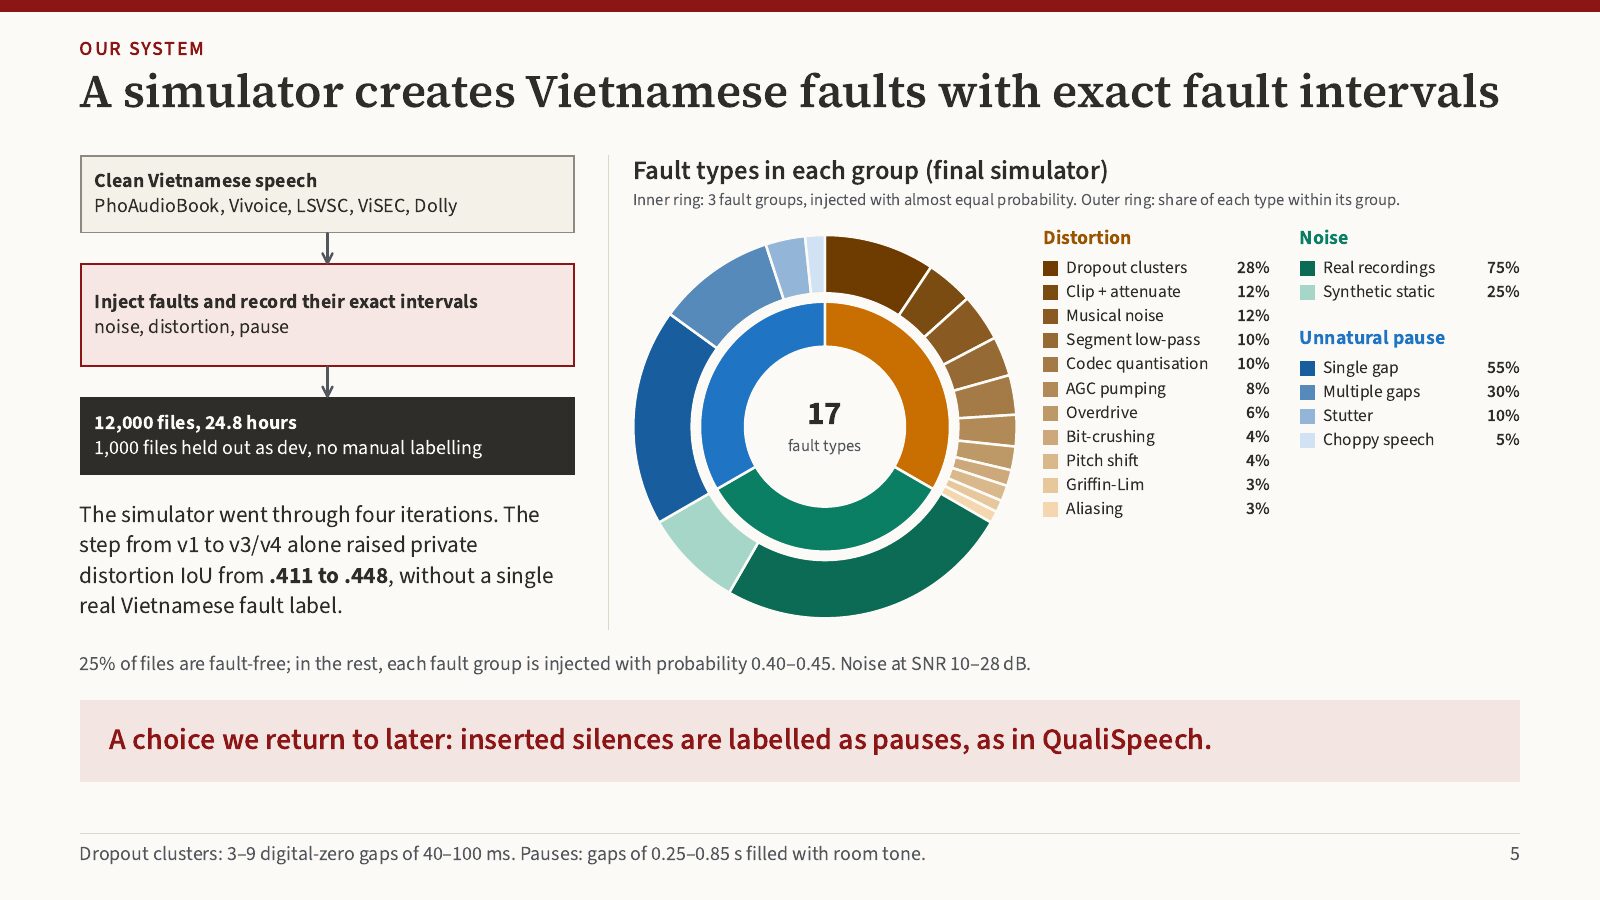 OUR SYSTEM
A simulator creates Vietnamese faults with exact fault intervals
Clean Vietnamese speech
PhoAudioBook, Vivoice, LSVSC, ViSEC, Dolly
Inject faults and record their exact intervals
noise, distortion, pause
12,000 files, 24.8 hours
1,000 files held out as dev, no manual labelling
The simulator went through four iterations. The
step from v1 to v3/v4 alone raised private
distortion IoU from .411 to .448, without a single
real Vietnamese fault label.
Fault types in each group (final simulator)
Inner ring: 3 fault groups, injected with almost equal probability. Outer ring: share of each type within its group.
17
fault types
Distortion
Dropout clusters 28%
Clip + attenuate 12%
Musical noise 12%
Segment low-pass 10%
Codec quantisation 10%
AGC pumping 8%
Overdrive 6%
Bit-crushing 4%
Pitch shift 4%
Griffin-Lim 3%
Aliasing 3%
Noise
Real recordings 75%
Synthetic static 25%
Unnatural pause
Single gap 55%
Multiple gaps 30%
Stutter 10%
Choppy speech 5%
25% of files are fault-free; in the rest, each fault group is injected with probability 0.40–0.45. Noise at SNR 10–28 dB.
A choice we return to later: inserted silences are labelled as pauses, as in QualiSpeech.
Dropout clusters: 3–9 digital-zero gaps of 40–100 ms. Pauses: gaps of 0.25–0.85 s filled with room tone.
5